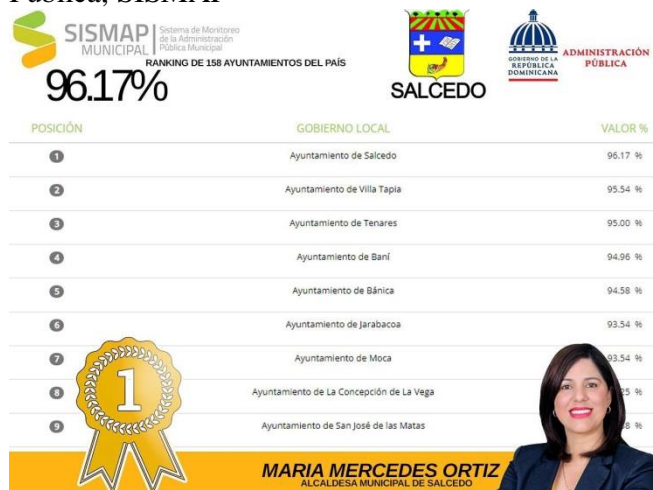 SISMAP
MUNICIPAL
Sistema de Monitoreo
de la Administración
Pública Municipal
RANKING DE 158 AYUNTAMIENTOS DEL PAÍS
96.17%
SALCEDO
GOBIERNO DE LA
REPÚBLICA
DOMINICANA
ADMINISTRACIÓN
PÚBLICA
POSICIÓN GOBIERNO LOCAL VALOR %
1 Ayuntamiento de Salcedo 96.17 %
2 Ayuntamiento de Villa Tapia 95.54 %
3 Ayuntamiento de Tenares 95.00 %
4 Ayuntamiento de Baní 94.96 %
5 Ayuntamiento de Bánica 94.58 %
6 Ayuntamiento de Jarabacoa 93.54 %
7 Ayuntamiento de Moca 93.54 %
8 Ayuntamiento de La Concepción de La Vega %
9 Ayuntamiento de San José de las Matas %
1
MARIA MERCEDES ORTIZ
ALCALDESA MUNICIPAL DE SALCEDO